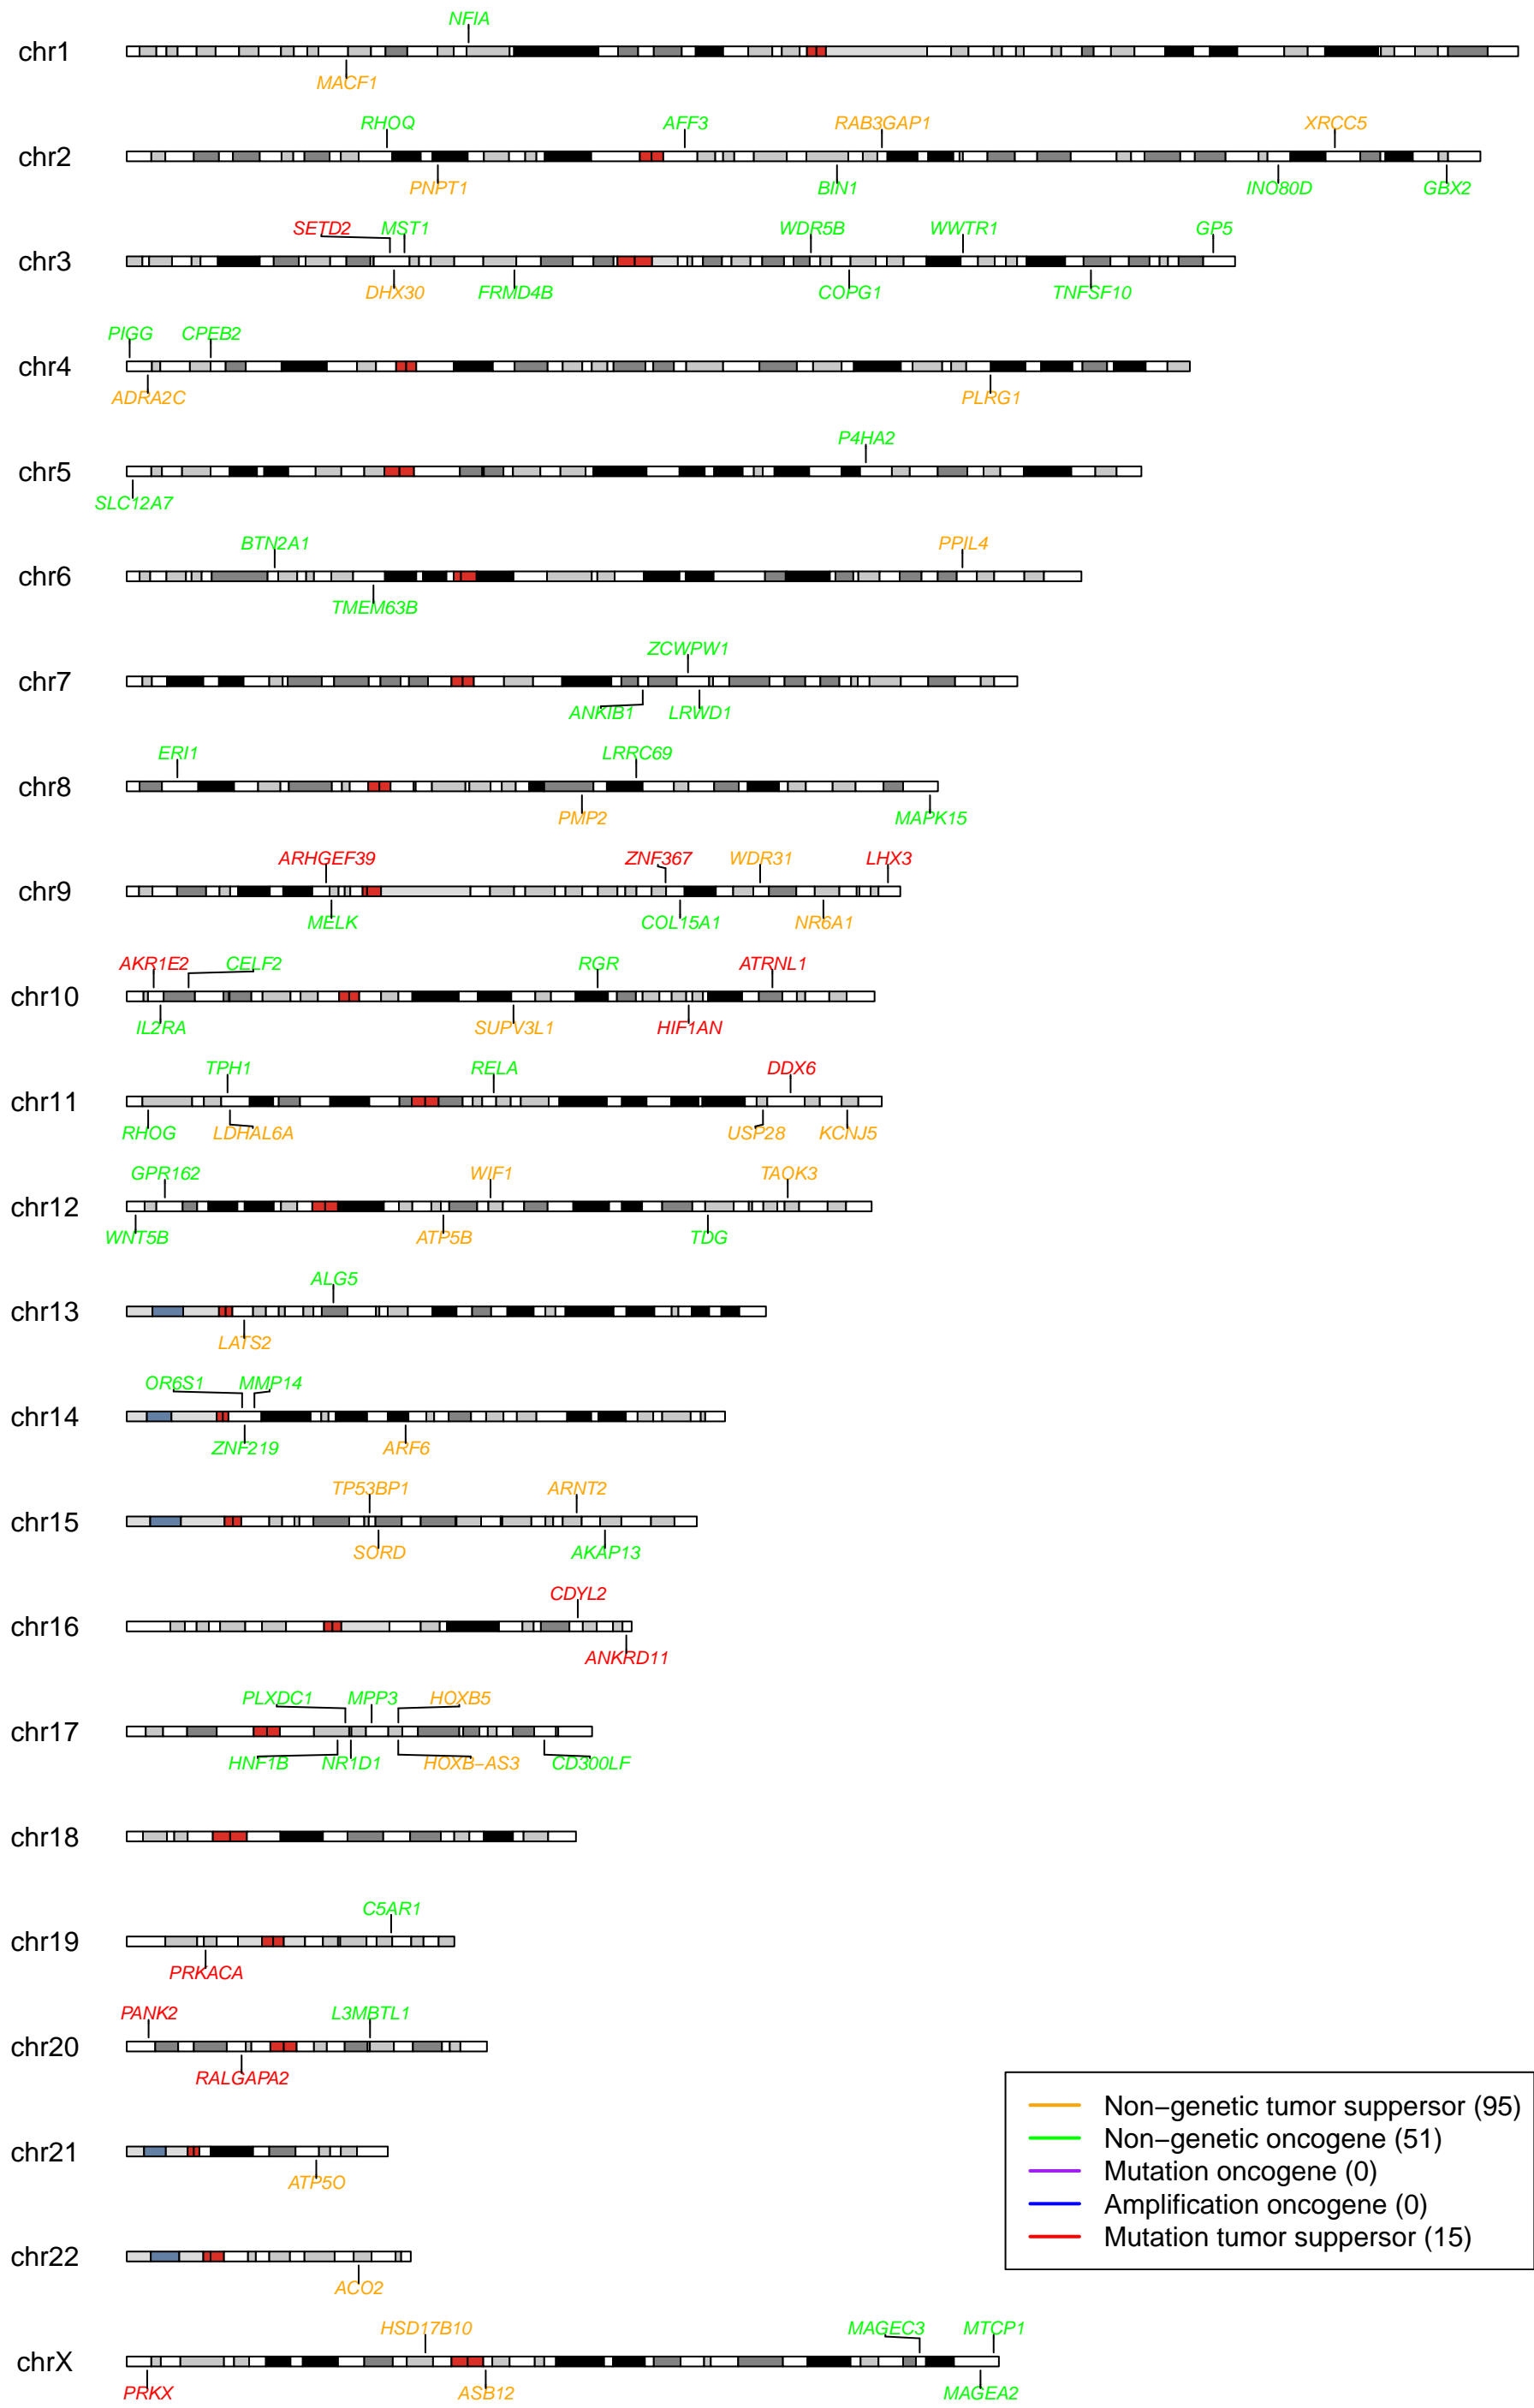 NFIA
chr1
MACF1
RHOQ AFF3 RAB3GAP1 XRCC5
chr2
PNPT1 BIN1 INO80D GBX2
SETD2 MST1 WDR5B WWTR1 GP5
chr3
DHX30 FRMD4B COPG1 TNFSF10
PIGG CPEB2
chr4
ADRA2C PLRG1
P4HA2
chr5
SLC12A7
BTN2A1 PPIL4
chr6
TMEM63B
ZCWPW1
chr7
ANKIB1 LRWD1
ERI1 LRRC69
chr8
PMP2 MAPK15
ARHGEF39 ZNF367 WDR31 LHX3
chr9
MELK COL15A1 NR6A1
AKR1E2 CELF2 RGR ATRNL1
chr10
IL2RA SUPV3L1 HIF1AN
TPH1 RELA DDX6
chr11
RHOG LDHAL6A USP28 KCNJ5
GPR162 WIF1 TAOK3
chr12
WNT5B ATP5B TDG
ALG5
chr13
LATS2
OR6S1 MMP14
chr14
ZNF219 ARF6
TP53BP1 ARNT2
chr15
SORD AKAP13
CDYL2
chr16
ANKRD11
PLXDC1 MPP3 HOXB5
chr17
HNF1B NR1D1 HOXB−AS3 CD300LF
chr18
C5AR1
chr19
PRKACA
PANK2 L3MBTL1
chr20
RALGAPA2
chr21
ATP5O
chr22
ACO2
HSD17B10 MAGEC3 MTCP1
chrX
PRKX ASB12 MAGEA2
Non−genetic tumor suppersor (95)
Non−genetic oncogene (51)
Mutation oncogene (0)
Amplification oncogene (0)
Mutation tumor suppersor (15)